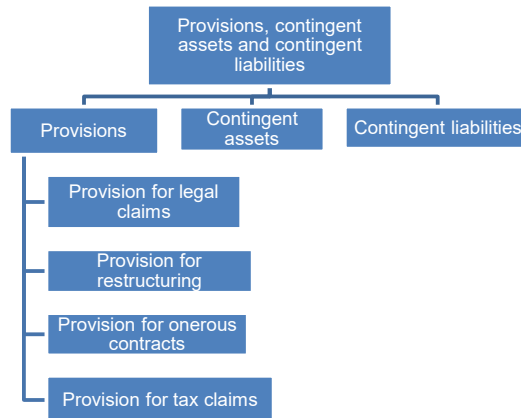 Provisions, contingent
assets and contingent
liabilities
Provisions
Contingent
assets
Contingent liabilities
Provision for legal
claims
Provision for
restructuring
Provision for onerous
contracts
Provision for tax claims